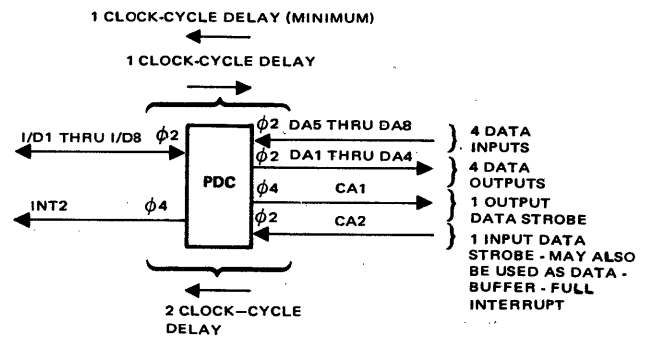 1 CLOCK-CYCLE DELAY (MINIMUM)
1 CLOCK-CYCLE DELAY
I/D1 THRU I/D8
ϕ2
ϕ2
DA5 THRU DA8
4 DATA
INPUTS
ϕ2
DA1 THRU DA4
4 DATA
OUTPUTS
PDC
ϕ4
CA1
1 OUTPUT
DATA STROBE
INT2
ϕ4
ϕ2
CA2
1 INPUT DATA
STROBE - MAY ALSO
BE USED AS DATA -
BUFFER - FULL
INTERRUPT
2 CLOCK-CYCLE
DELAY